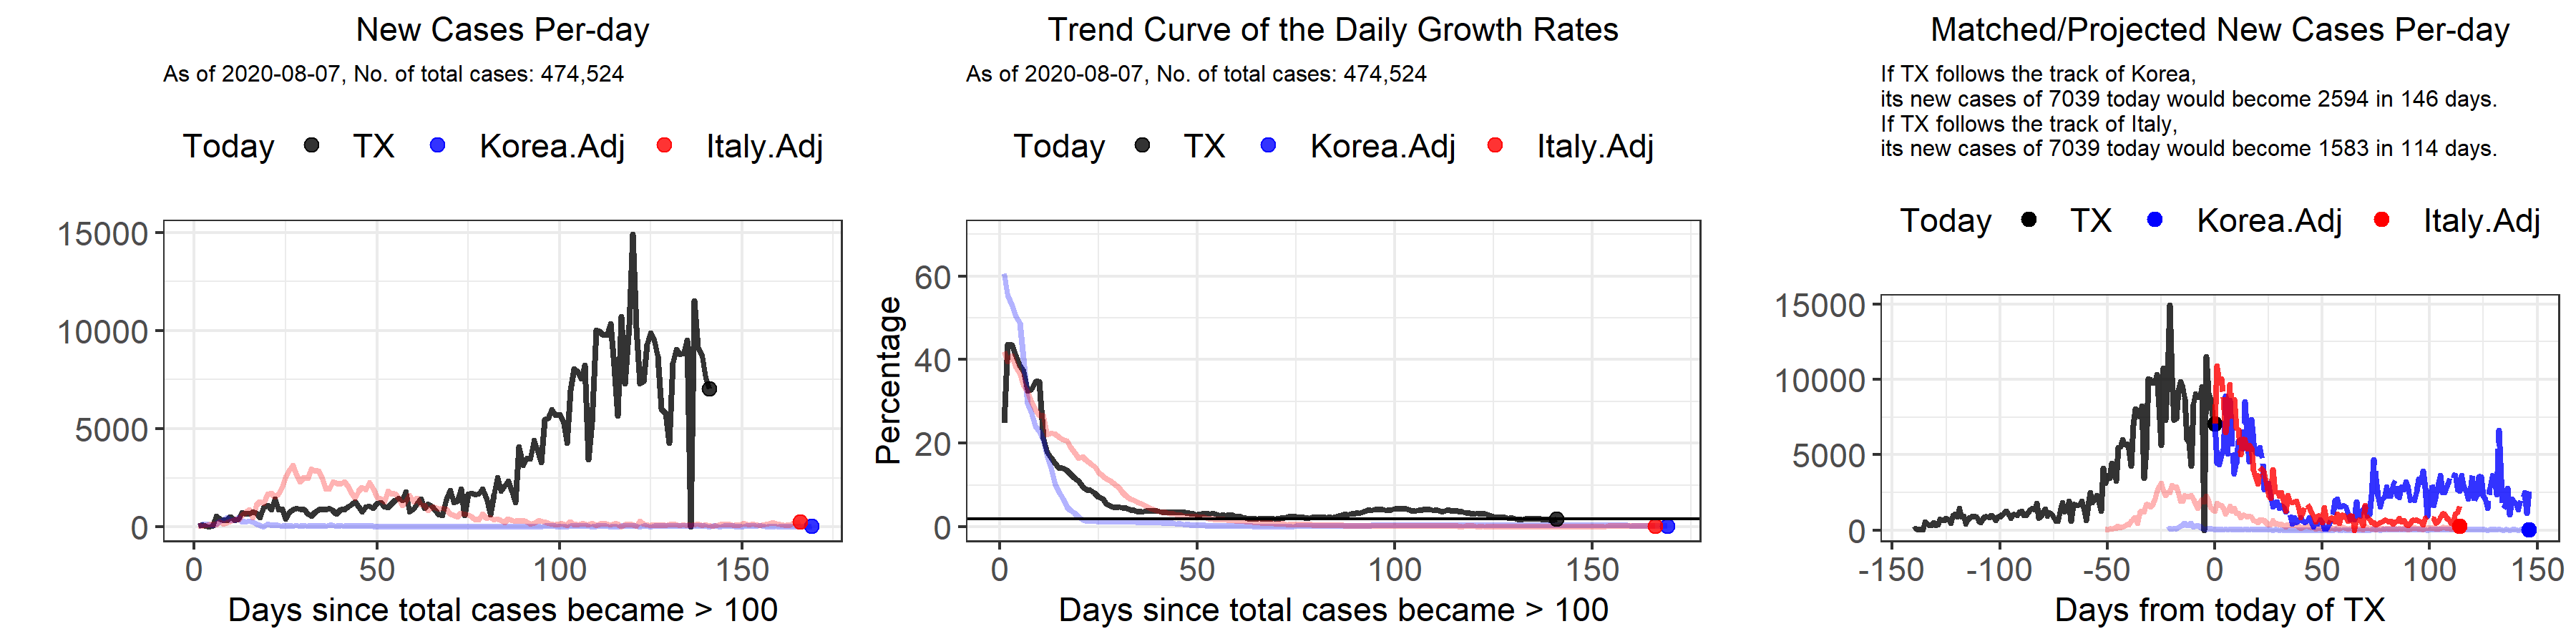 New Cases Per-day
As of 2020-08-07, No. of total cases: 474,524
Today TX Korea.Adj Italy.Adj
15000
10000
5000
0
0 50 100 150
Days since total cases became > 100
Trend Curve of the Daily Growth Rates
As of 2020-08-07, No. of total cases: 474,524
Today TX Korea.Adj Italy.Adj
Percentage
60
40
20
0
0 50 100 150
Days since total cases became > 100
Matched/Projected New Cases Per-day
If TX follows the track of Korea,
its new cases of 7039 today would become 2594 in 146 days.
If TX follows the track of Italy,
its new cases of 7039 today would become 1583 in 114 days.
Today TX Korea.Adj Italy.Adj
15000
10000
5000
0
-150 -100 -50 0 50 100 150
Days from today of TX